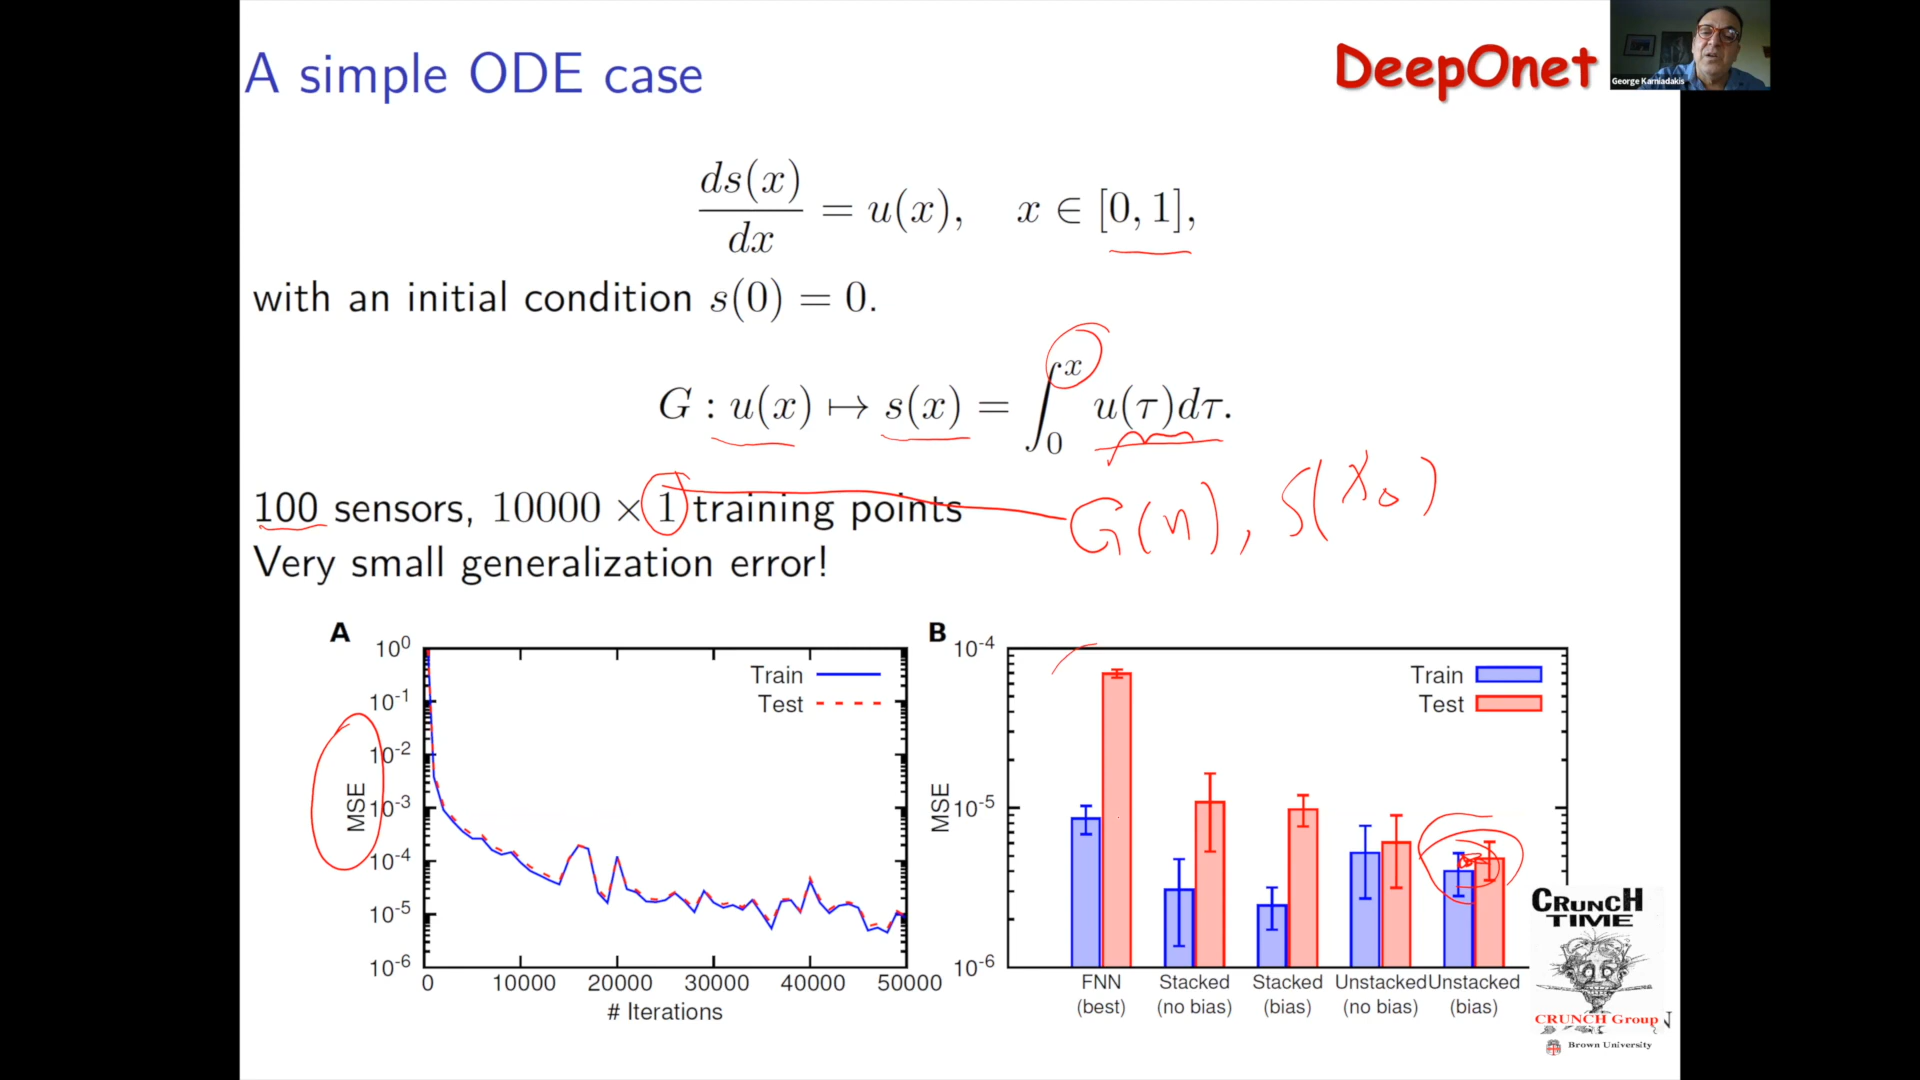 A simple ODE case
DeepOnet
George Karniadakis
ds(x)/dx = u(x), x ∈ [0, 1],
with an initial condition s(0) = 0.
G : u(x) ↦ s(x) = ∫₀ˣ u(τ)dτ.
100 sensors, 10000 × 1 training points
G(n), S(x₀)
Very small generalization error!
A
10⁰
10⁻¹
10⁻²
10⁻³
10⁻⁴
10⁻⁵
10⁻⁶
MSE
Train
Test
0 10000 20000 30000 40000 50000
# Iterations
B
10⁻⁴
10⁻⁵
10⁻⁶
MSE
Train
Test
FNN Stacked Stacked Unstacked Unstacked
(best) (no bias) (bias) (no bias) (bias)
CRUNCH
TIME
CRUNCH Group
Brown University